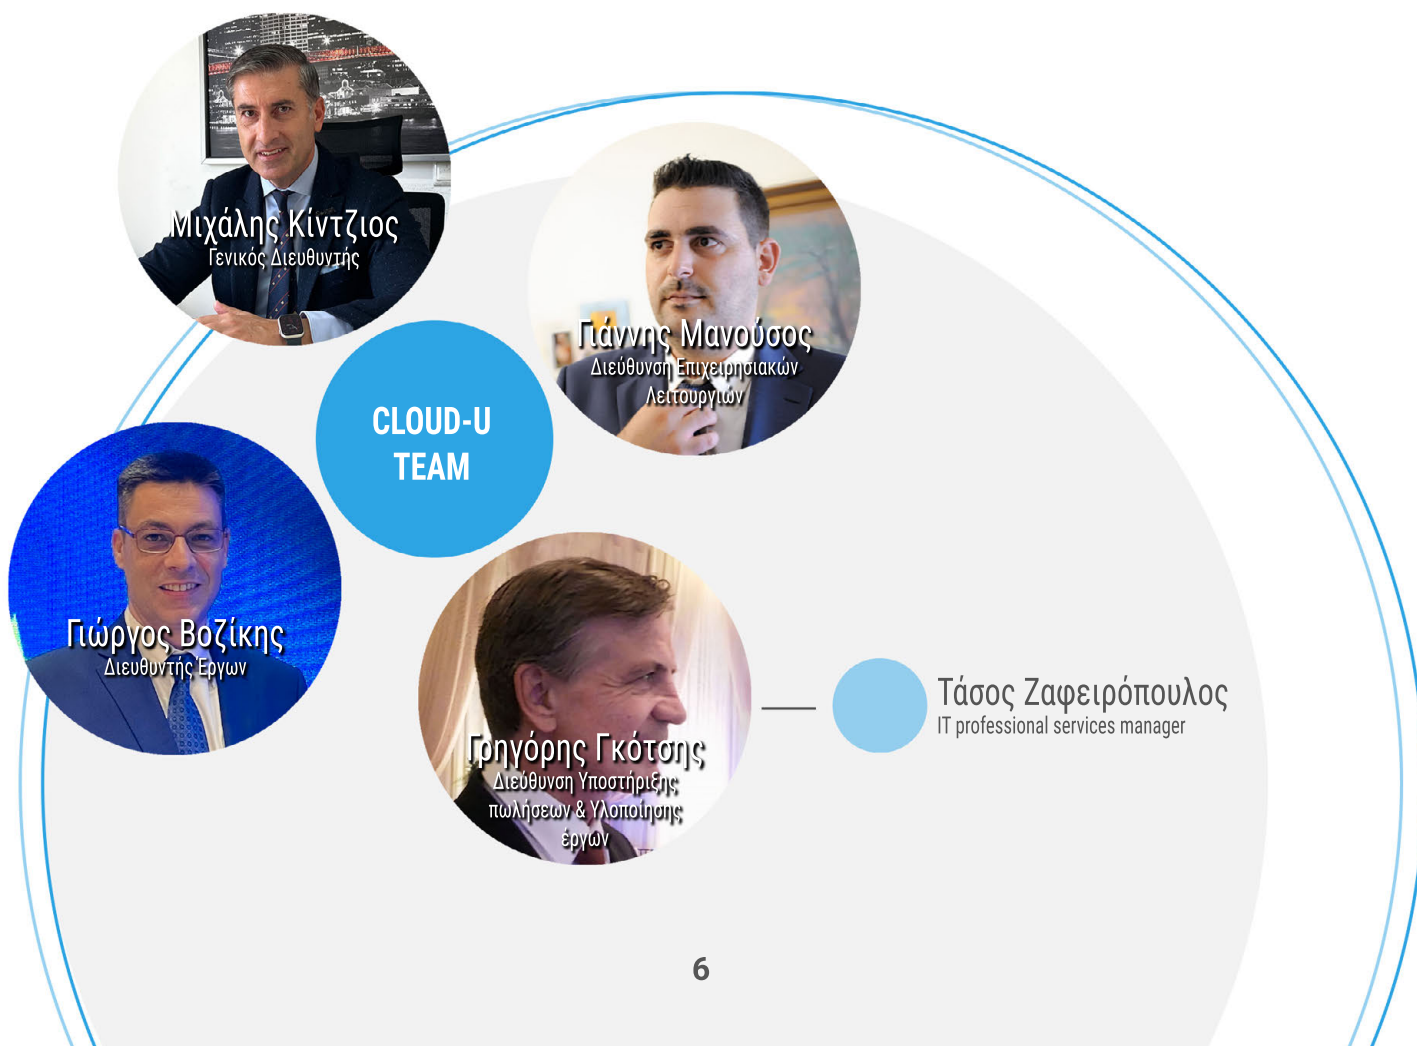 Μιχάλης Κίντζιος
Γενικός Διευθυντής
Γιάννης Μανούσος
Διεύθυνση Επιχειρησιακών
Λειτουργιών
CLOUD-U
TEAM
Γιώργος Βοζίκης
Διευθυντής Έργων
Γρηγόρης Γκότσης
Διεύθυνση Υποστήριξης
πωλήσεων & Υλοποίησης
έργων
Τάσος Ζαφειρόπουλος
IT professional services manager
6